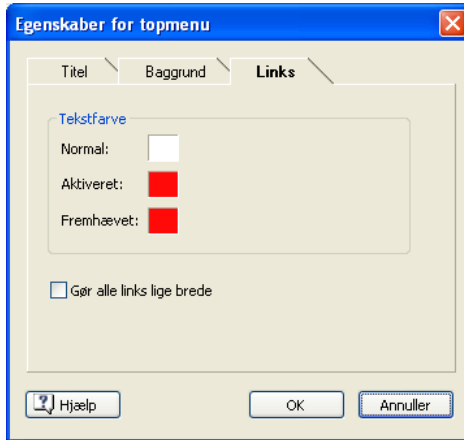 Egenskaber for topmenu
Titel Baggrund Links
Tekstfarve
Normal:
Aktiveret:
Fremhævet:
Gør alle links lige brede
Hjælp OK Annuller